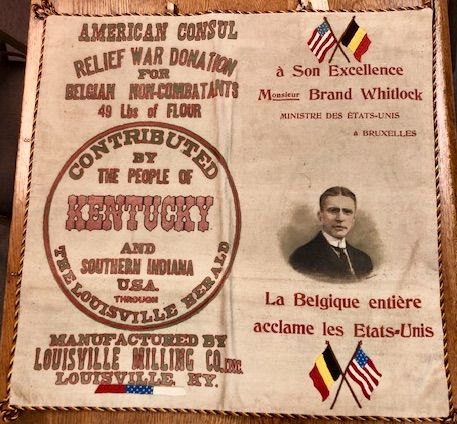 AMERICAN CONSUL
RELIEF WAR DONATION
FOR
BELGIAN NON-COMBATANTS
49 Lbs of FLOUR
CONTRIBUTED
BY
THE PEOPLE OF
KENTUCKY
AND
SOUTHERN INDIANA
U.S.A.
THROUGH
THE LOUISVILLE HERALD
MANUFACTURED BY
LOUISVILLE MILLING CO., INC.
LOUISVILLE, KY.
à Son Excellence
Monsieur Brand Whitlock
MINISTRE DES ÉTATS-UNIS
à BRUXELLES
La Belgique entière
acclame les Etats-Unis